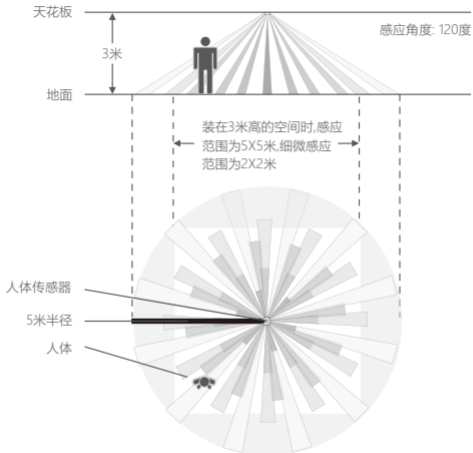 天花板
感应角度: 120度
3米
地面
装在3米高的空间时,感应
范围为5X5米,细微感应
范围为2X2米
人体传感器
5米半径
人体